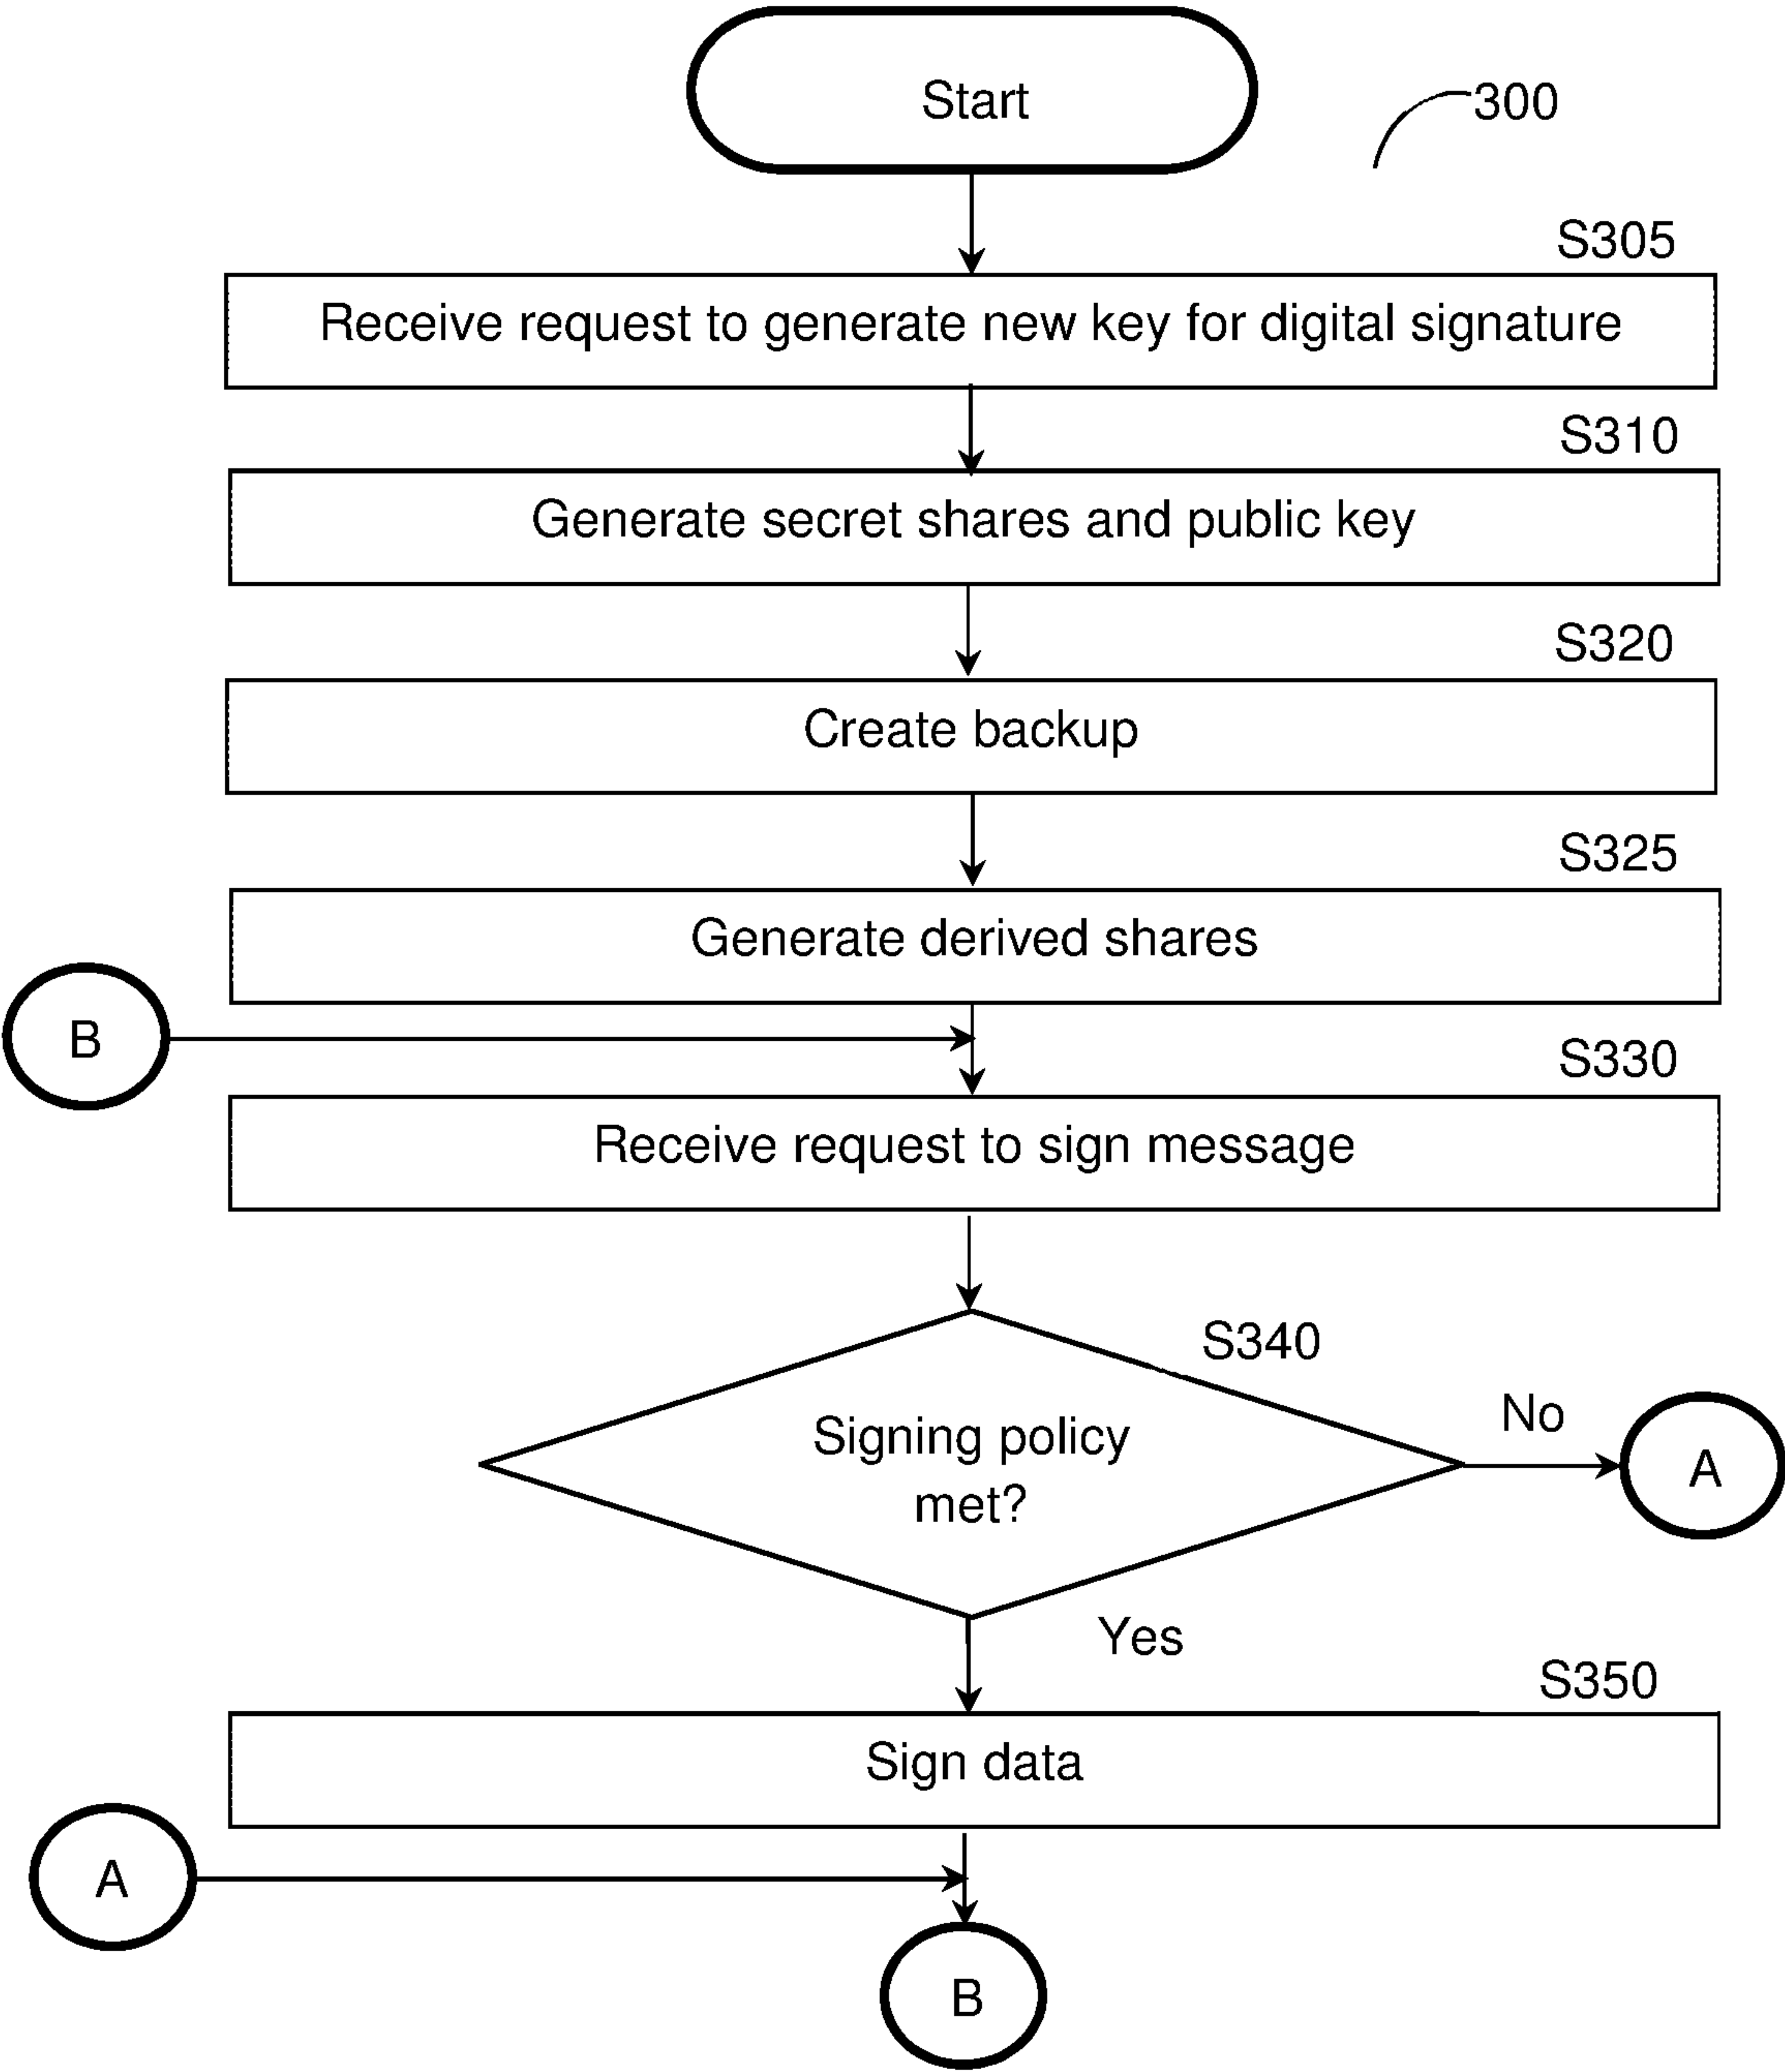 Start
300
S305
Receive request to generate new key for digital signature
S310
Generate secret shares and public key
S320
Create backup
S325
Generate derived shares
B
S330
Receive request to sign message
S340
Signing policy
met?
No
A
Yes
S350
Sign data
A
B